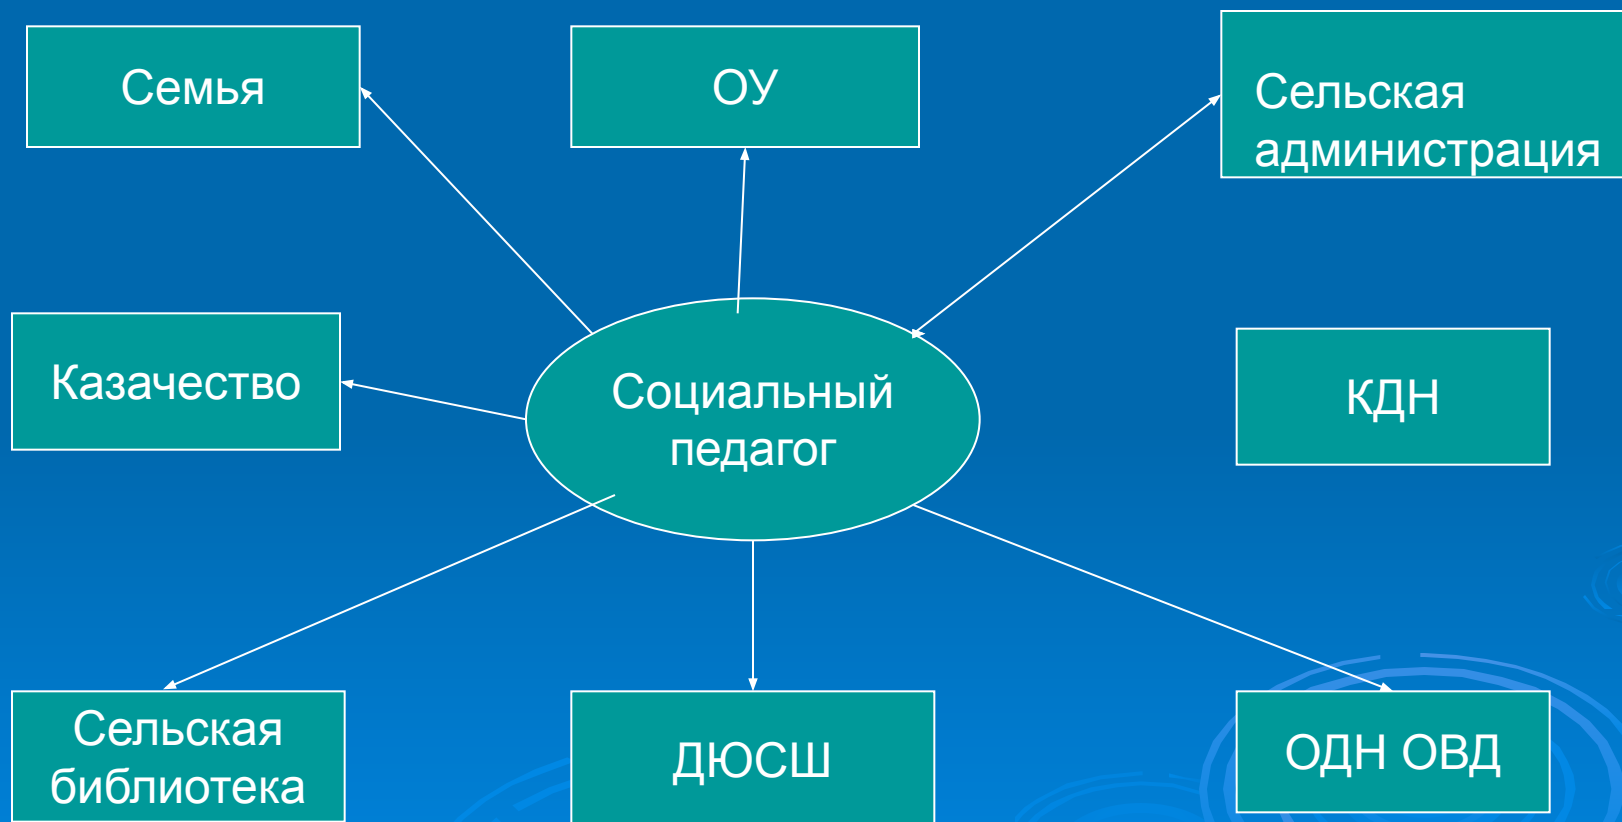 Семья
ОУ
Сельская
администрация
Казачество
Социальный
педагог
КДН
Сельская
библиотека
ДЮСШ
ОДН ОВД